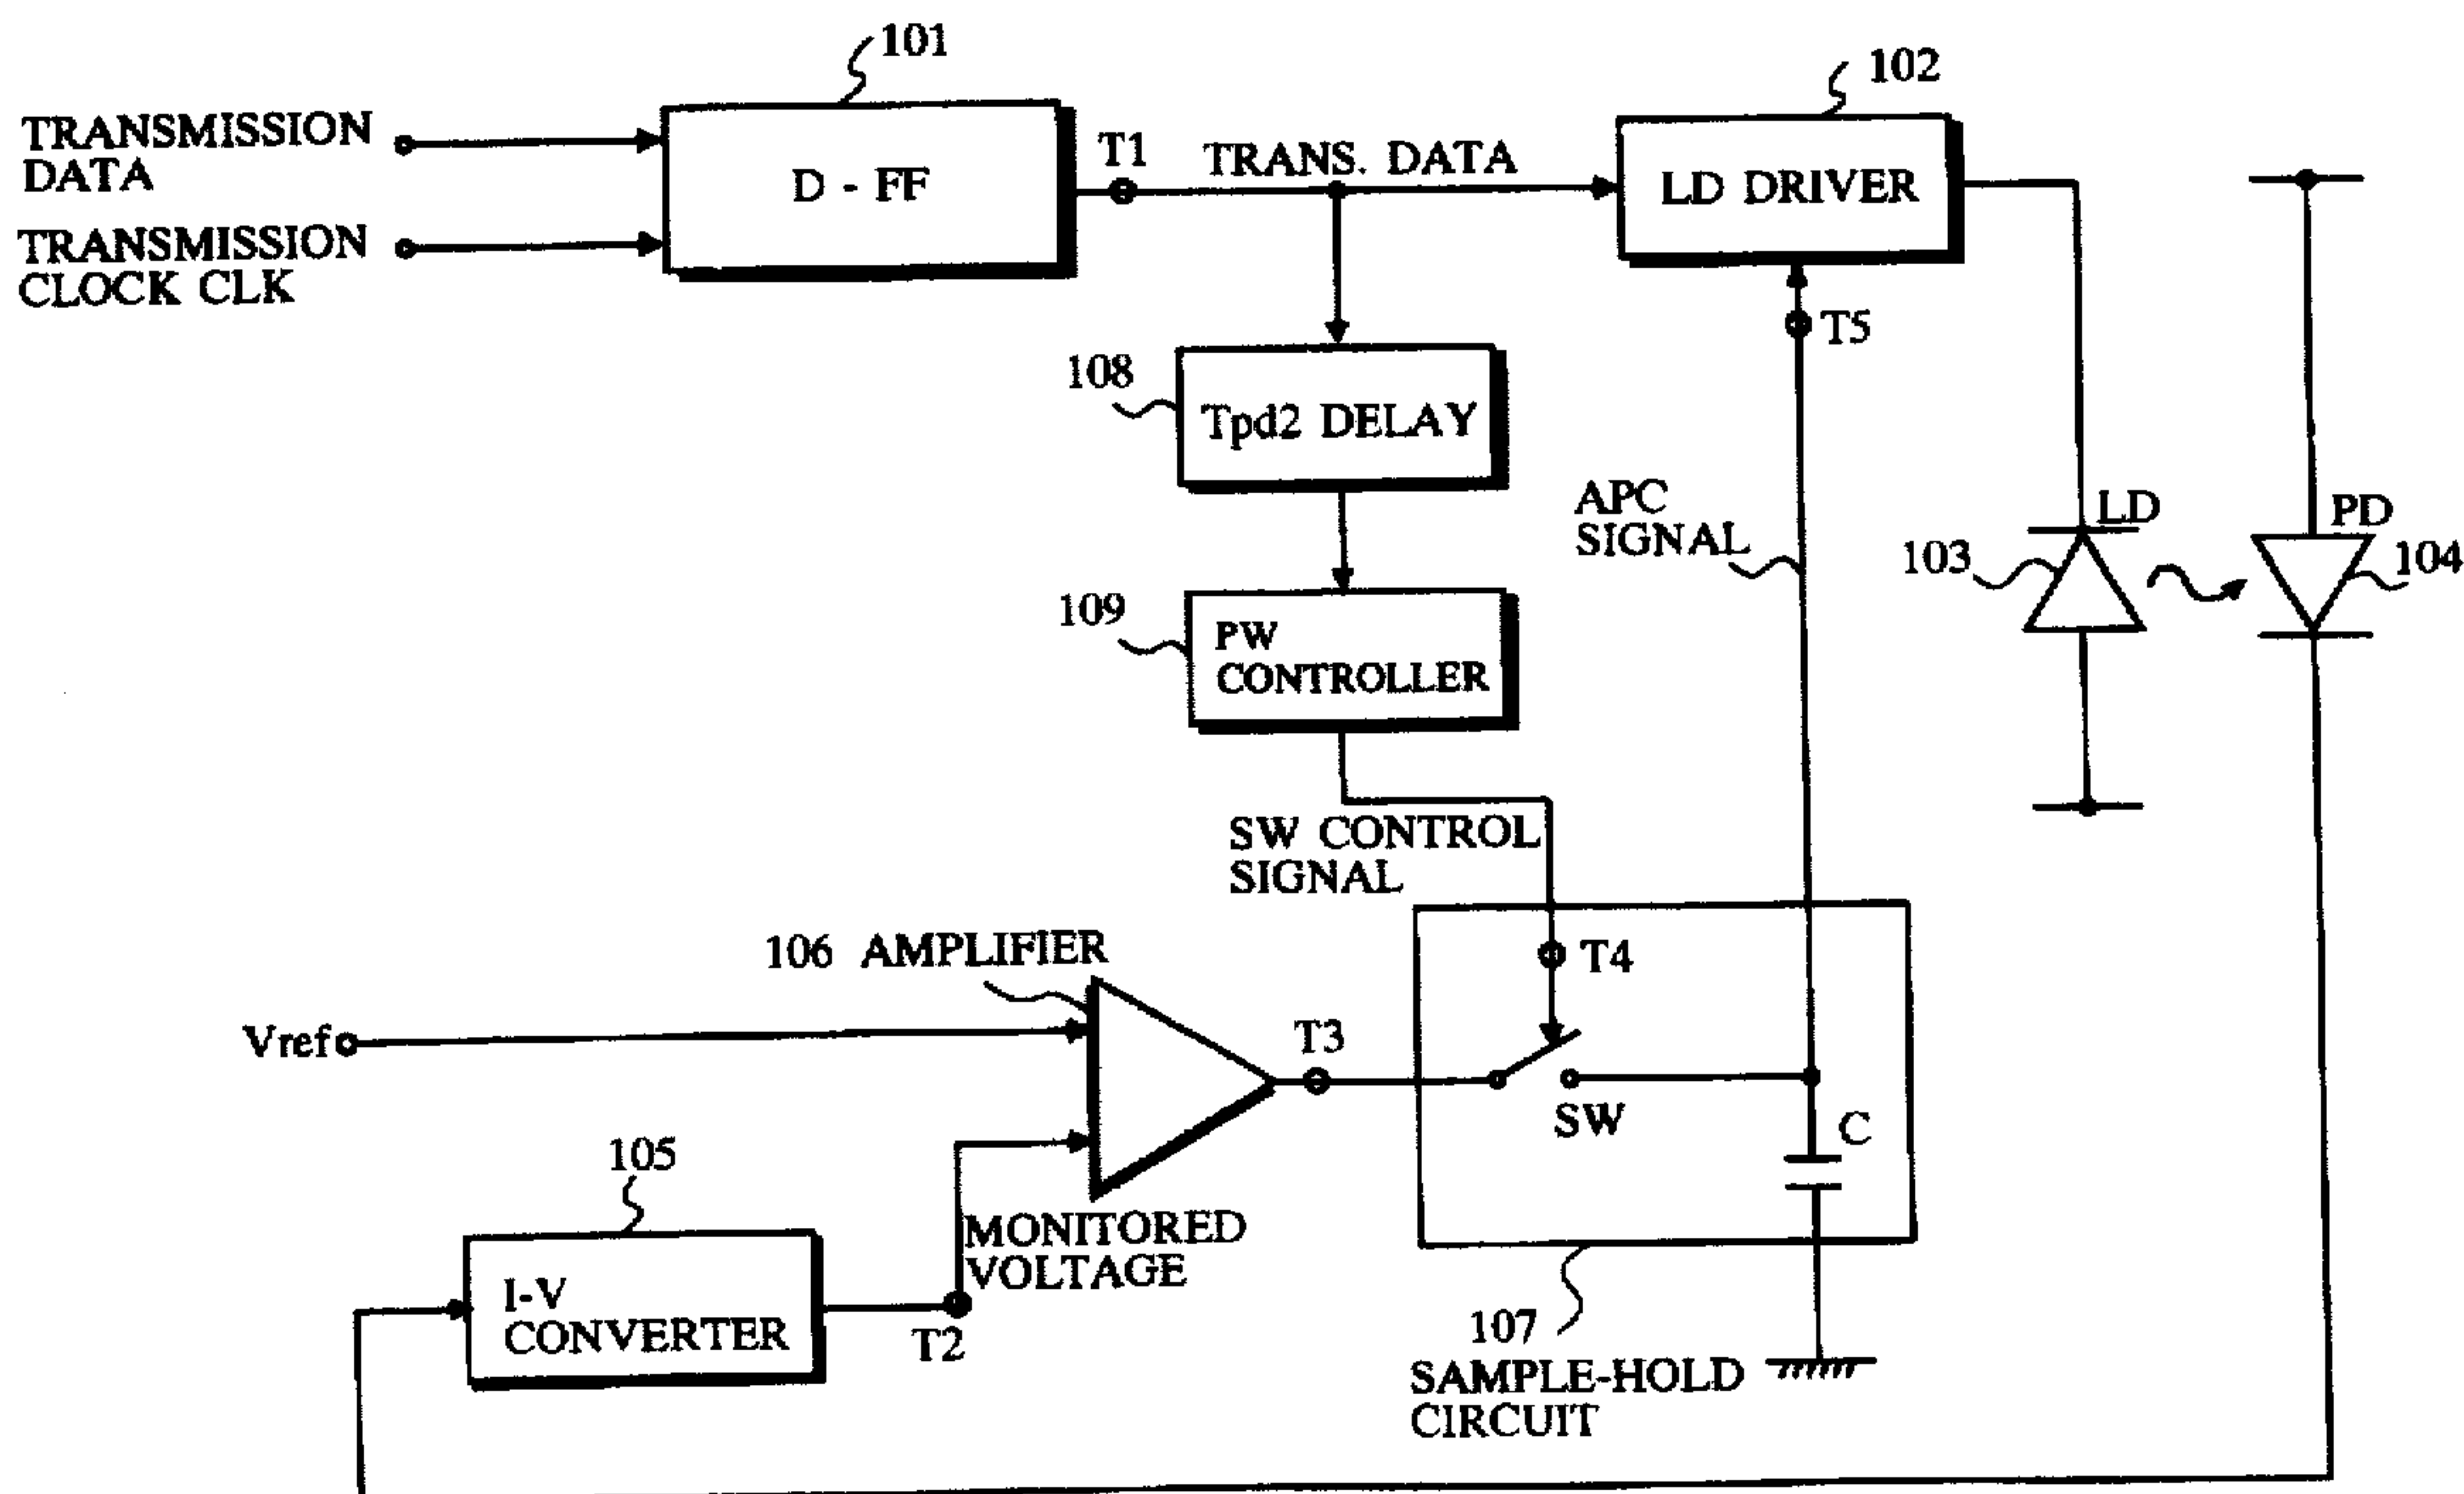 101
102
TRANSMISSION
DATA
D - FF
T1
TRANS. DATA
LD DRIVER
TRANSMISSION
CLOCK CLK
T5
108
Tpd2 DELAY
APC
SIGNAL
LD
PD
103
104
109
PW
CONTROLLER
SW CONTROL
SIGNAL
106 AMPLIFIER
T4
Vref
T3
SW
C
105
MONITORED
VOLTAGE
I-V
CONVERTER
T2
107
SAMPLE-HOLD
CIRCUIT